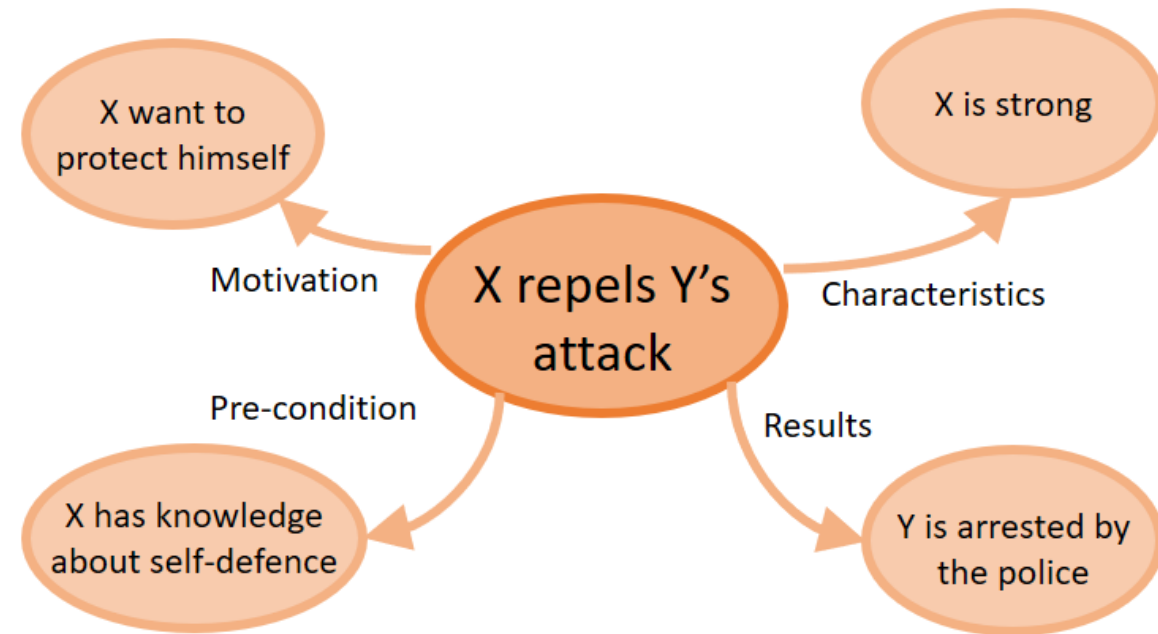 X want to
protect himself
X is strong
Motivation
X repels Y's
attack
Characteristics
Pre-condition
Results
X has knowledge
about self-defence
Y is arrested by
the police